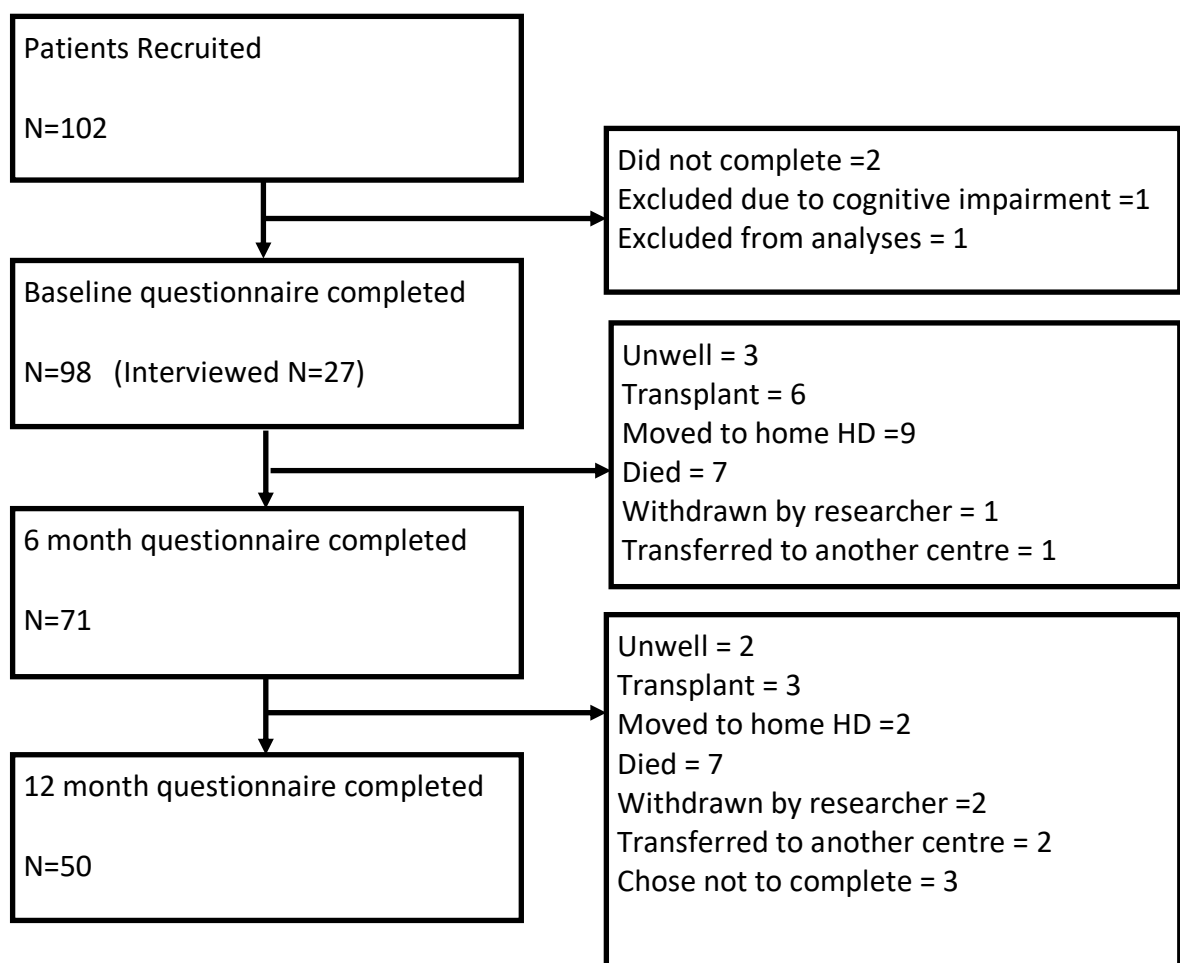 Patients Recruited
N=102
Did not complete =2
Excluded due to cognitive impairment =1
Excluded from analyses = 1
Baseline questionnaire completed
N=98   (Interviewed N=27)
Unwell = 3
Transplant = 6
Moved to home HD =9
Died = 7
Withdrawn by researcher = 1
Transferred to another centre = 1
6 month questionnaire completed
N=71
Unwell = 2
Transplant = 3
Moved to home HD =2
Died = 7
Withdrawn by researcher =2
Transferred to another centre = 2
Chose not to complete = 3
12 month questionnaire completed
N=50